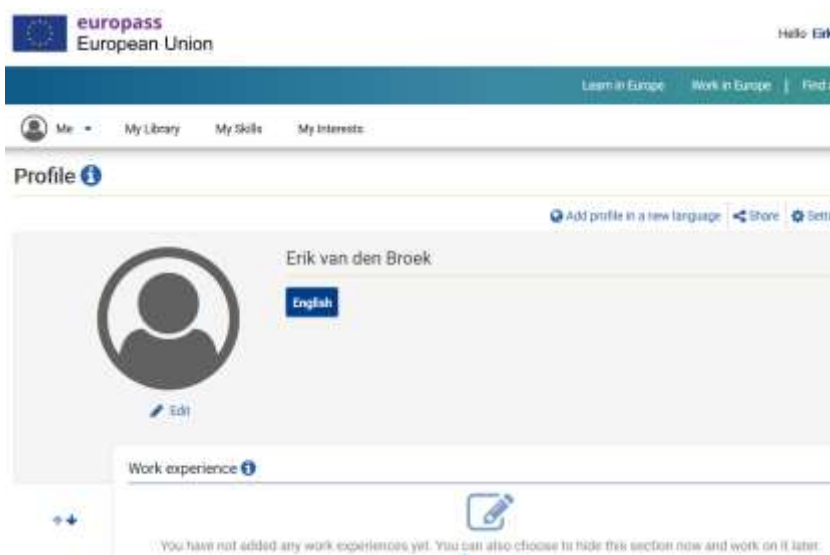 europass
European Union
Hello
Learn in Europe Work in Europe | Find
Me My Library My Skills My Interests
Profile
Add profile in a new language Share
Erik van den Broek
English
Edit
Work experience
You have not added any work experiences yet. You can also choose to hide this section now and work on it later.